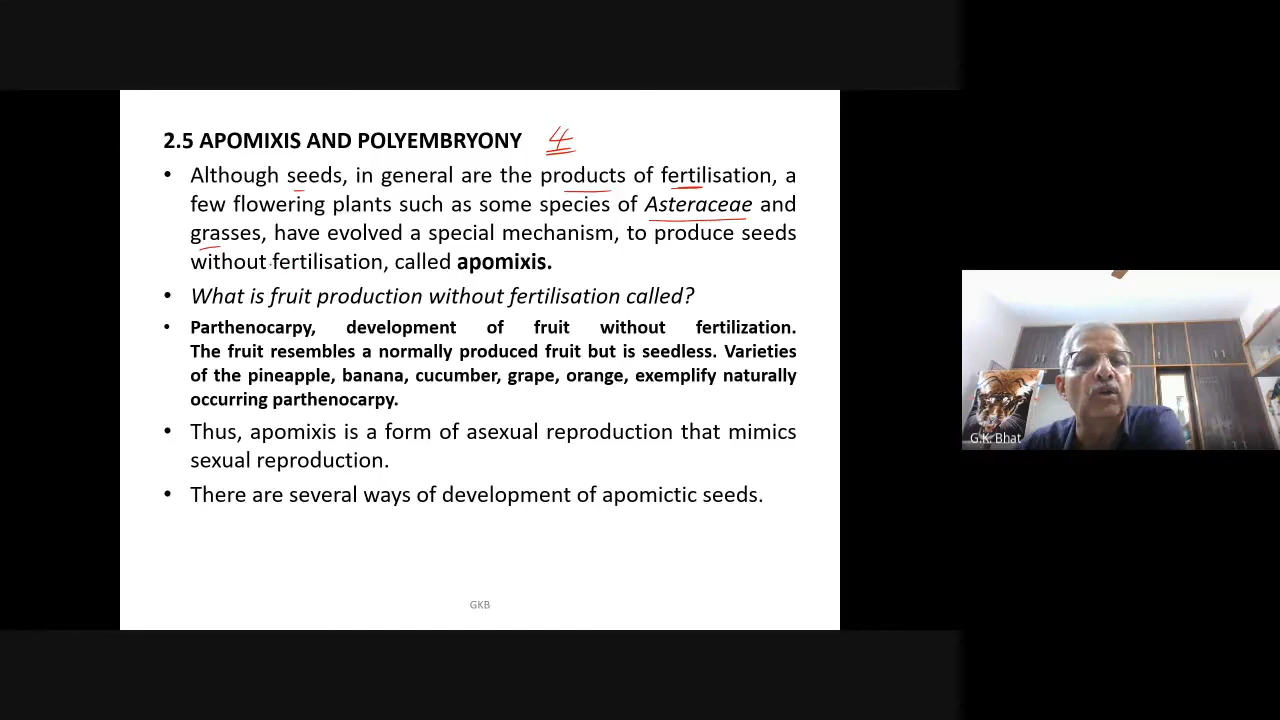 2.5 APOMIXIS AND POLYEMBRYONY 4
• Although seeds, in general are the products of fertilisation, a
few flowering plants such as some species of Asteraceae and
grasses, have evolved a special mechanism, to produce seeds
without fertilisation, called apomixis.
• What is fruit production without fertilisation called?
• Parthenocarpy, development of fruit without fertilization.
The fruit resembles a normally produced fruit but is seedless. Varieties
of the pineapple, banana, cucumber, grape, orange, exemplify naturally
occurring parthenocarpy.
• Thus, apomixis is a form of asexual reproduction that mimics
sexual reproduction.
• There are several ways of development of apomictic seeds.
GKB
G.K. Bhat